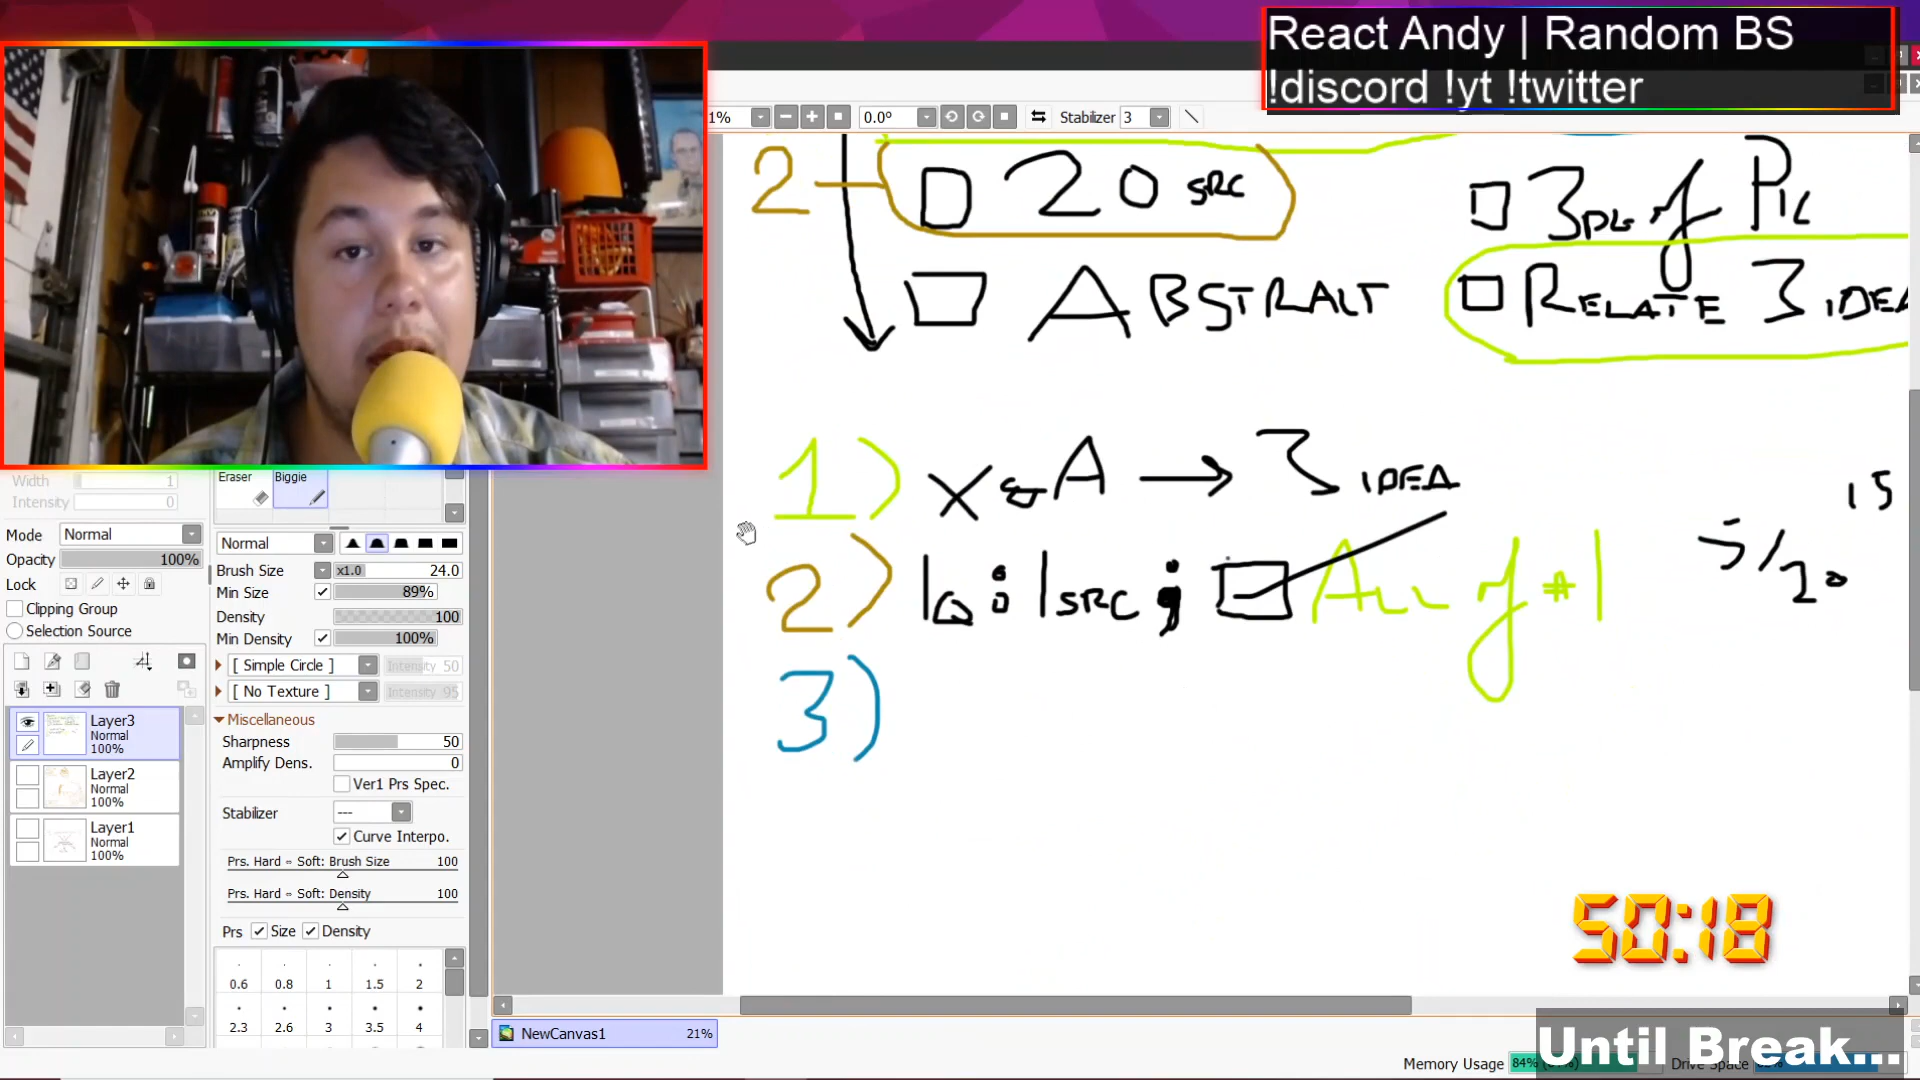 React Andy | Random BS
!discord !yt !twitter
1% 0.0° Stabilizer 3
2 20 SRC
3PG of PIC
ABSTRACT
RELATE 3 IDEA
1) X & A → 3 IDEA
15
5/20
2) 1Q : 1SRC ; ALL of #1
3)
Width 1
Intensity 0
Mode Normal
Opacity 100%
Lock
Clipping Group
Selection Source
Layer3
Normal
100%
Layer2
Normal
100%
Layer1
Normal
100%
Eraser Biggie
Normal
Brush Size x1.0 24.0
Min Size 89%
Density 100
Min Density 100%
[ Simple Circle ] Intensity 50
[ No Texture ] Intensity 95
Miscellaneous
Sharpness 50
Amplify Dens. 0
Ver1 Prs Spec.
Stabilizer ---
Curve Interpo.
Prs. Hard ⇔ Soft: Brush Size 100
Prs. Hard ⇔ Soft: Density 100
Prs Size Density
0.6 0.8 1 1.5 2
2.3 2.6 3 3.5 4
50:18
NewCanvas1 21%
Until Break...
Memory Usage 84% Drive Space